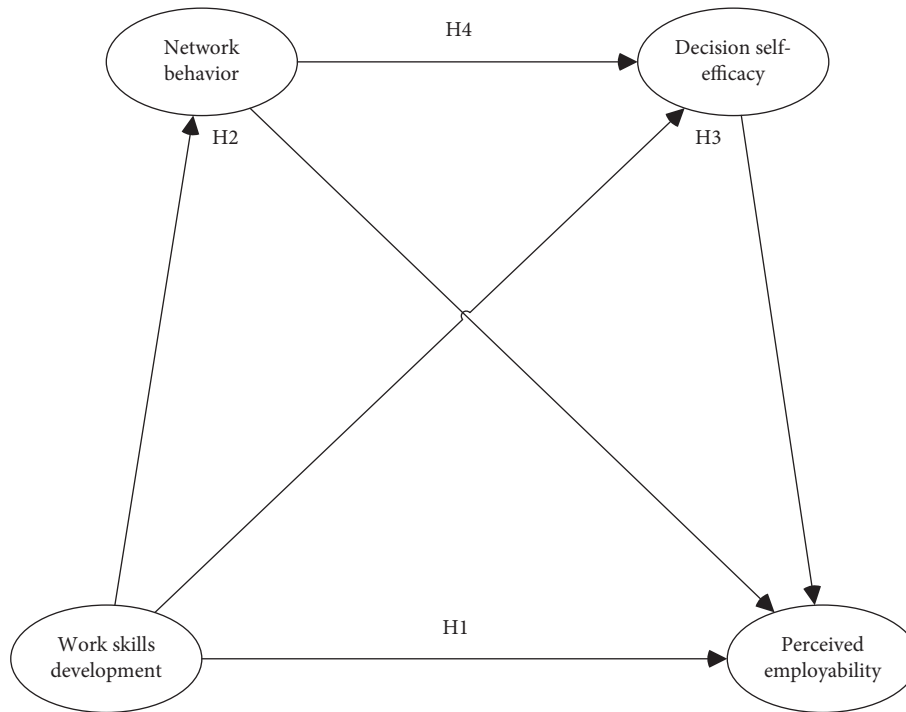 H4
Network
behavior
Decision self-
efficacy
H2
H3
H1
Work skills
development
Perceived
employability